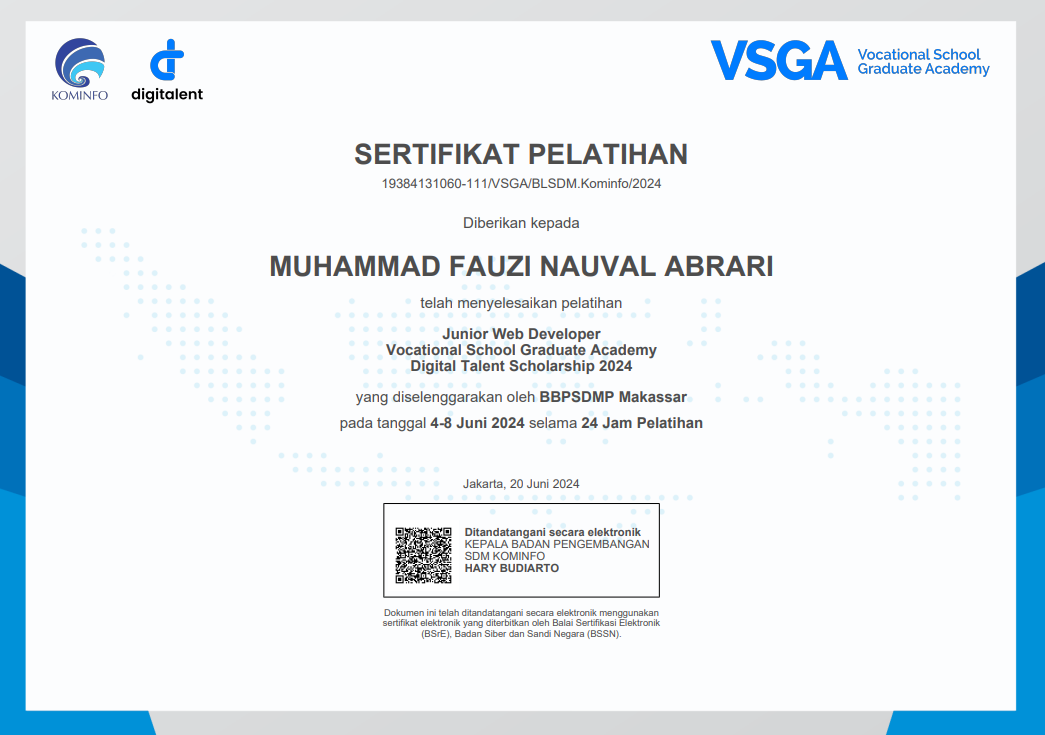 KOMINFO
digitalent
VSGA
Vocational School
Graduate Academy
SERTIFIKAT PELATIHAN
19384131060-111/VSGA/BLSDM.Kominfo/2024
Diberikan kepada
MUHAMMAD FAUZI NAUVAL ABRARI
telah menyelesaikan pelatihan
Junior Web Developer
Vocational School Graduate Academy
Digital Talent Scholarship 2024
yang diselenggarakan oleh BBPSDMP Makassar
pada tanggal 4-8 Juni 2024 selama 24 Jam Pelatihan
Jakarta, 20 Juni 2024
Ditandatangani secara elektronik
KEPALA BADAN PENGEMBANGAN
SDM KOMINFO
HARY BUDIARTO
Dokumen ini telah ditandatangani secara elektronik menggunakan
sertifikat elektronik yang diterbitkan oleh Balai Sertifikasi Elektronik
(BSrE), Badan Siber dan Sandi Negara (BSSN).